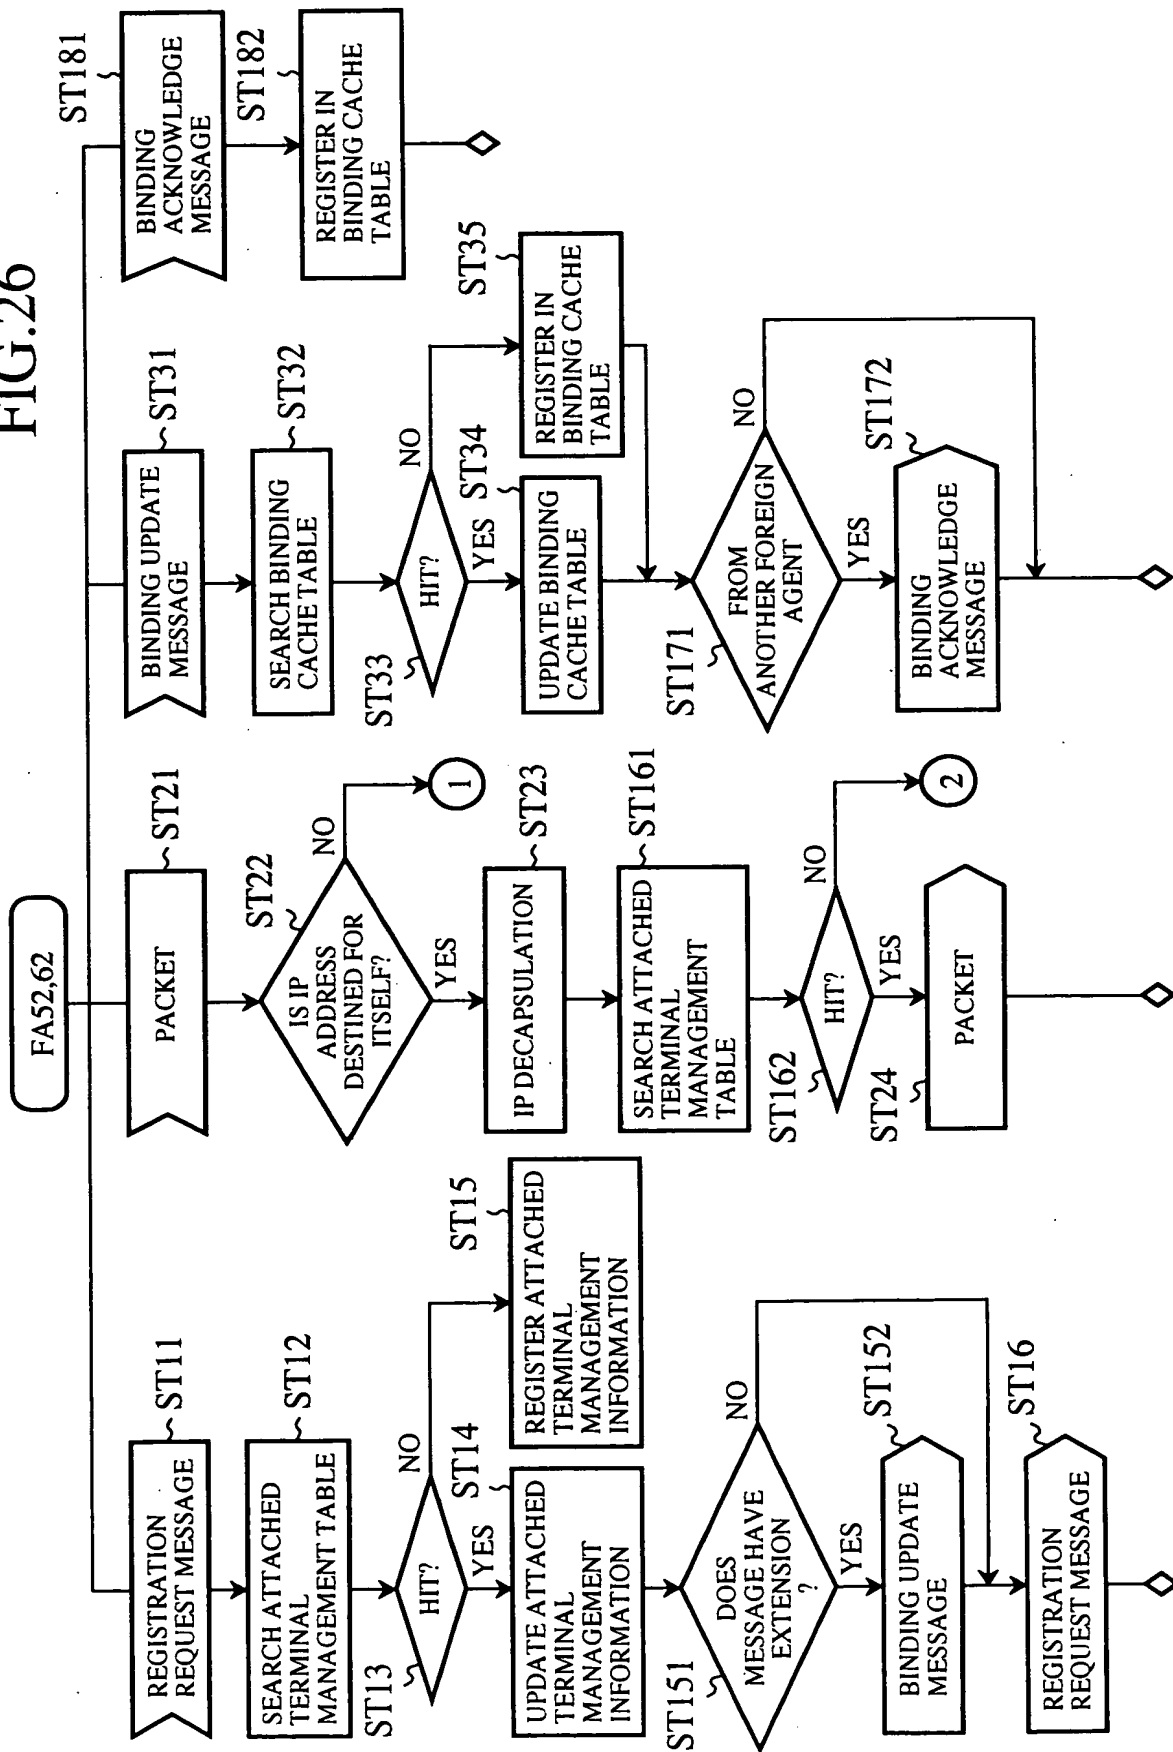 FIG.26
FA52,62
REGISTRATION
REQUEST MESSAGE
ST11
SEARCH ATTACHED
TERMINAL
MANAGEMENT TABLE
ST12
HIT?
ST13
NO
YES
UPDATE ATTACHED
TERMINAL
MANAGEMENT
INFORMATION
ST14
REGISTER ATTACHED
TERMINAL
MANAGEMENT
INFORMATION
ST15
DOES
MESSAGE HAVE
EXTENSION
?
ST151
NO
YES
BINDING UPDATE
MESSAGE
ST152
REGISTRATION
REQUEST MESSAGE
ST16
PACKET
ST21
IS IP
ADDRESS
DESTINED FOR
ITSELF?
ST22
NO
1
YES
IP DECAPSULATION
ST23
SEARCH ATTACHED
TERMINAL
MANAGEMENT
TABLE
ST161
HIT?
ST162
NO
2
YES
PACKET
ST24
BINDING UPDATE
MESSAGE
ST31
SEARCH BINDING
CACHE TABLE
ST32
HIT?
ST33
NO
YES
UPDATE BINDING
CACHE TABLE
ST34
REGISTER IN
BINDING CACHE
TABLE
ST35
FROM
ANOTHER FOREIGN
AGENT
ST171
NO
YES
BINDING
ACKNOWLEDGE
MESSAGE
ST172
BINDING
ACKNOWLEDGE
MESSAGE
ST181
REGISTER IN
BINDING CACHE
TABLE
ST182